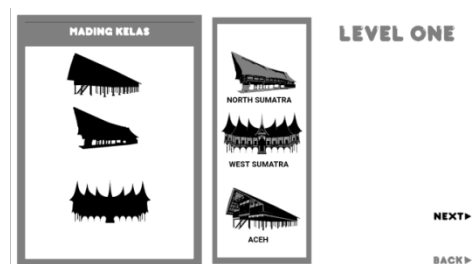 MADING KELAS
LEVEL ONE
NORTH SUMATRA
WEST SUMATRA
ACEH
NEXT
BACK